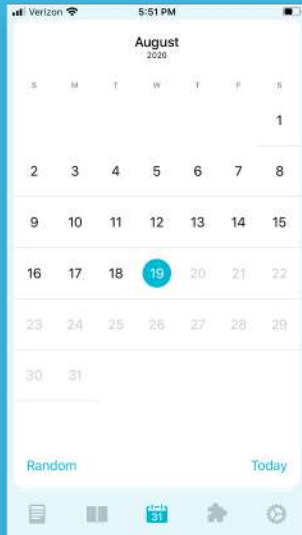 Verizon 5:51 PM
August
2020
S M T W T F S
1
2 3 4 5 6 7 8
9 10 11 12 13 14 15
16 17 18 19 20 21 22
23 24 25 26 27 28 29
30 31
Random Today
31